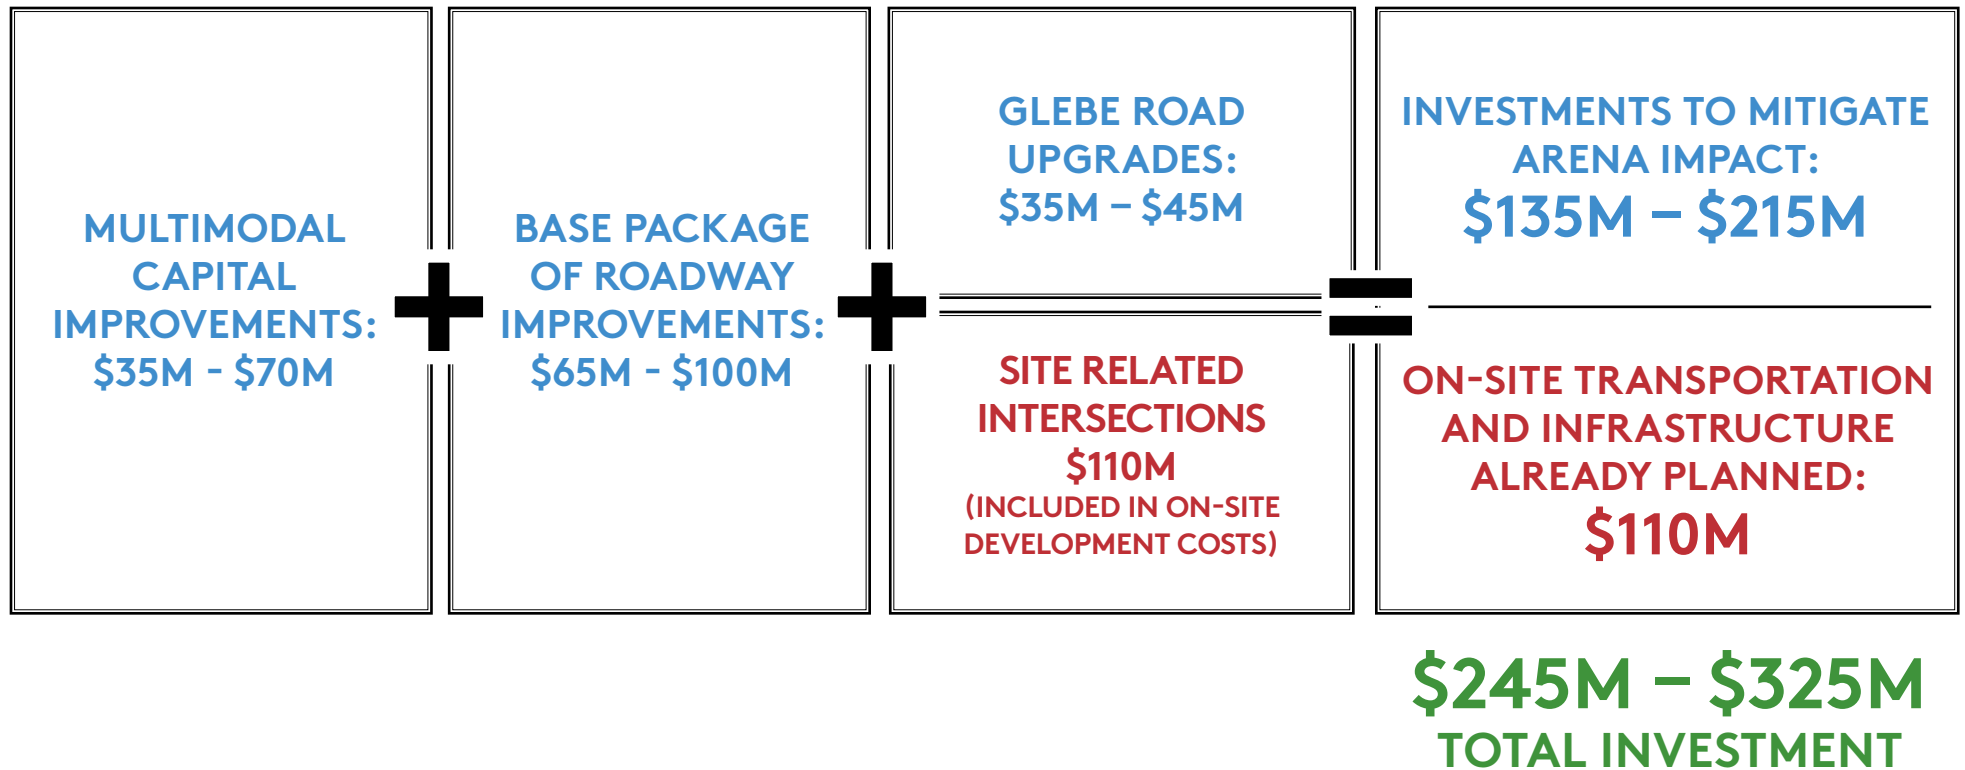 MULTIMODAL
CAPITAL
IMPROVEMENTS:
$35M - $70M
+
BASE PACKAGE
OF ROADWAY
IMPROVEMENTS:
$65M - $100M
+
GLEBE ROAD
UPGRADES:
$35M – $45M
SITE RELATED
INTERSECTIONS
$110M
(INCLUDED IN ON-SITE
DEVELOPMENT COSTS)
=
INVESTMENTS TO MITIGATE
ARENA IMPACT:
$135M – $215M
ON-SITE TRANSPORTATION
AND INFRASTRUCTURE
ALREADY PLANNED:
$110M
$245M – $325M
TOTAL INVESTMENT